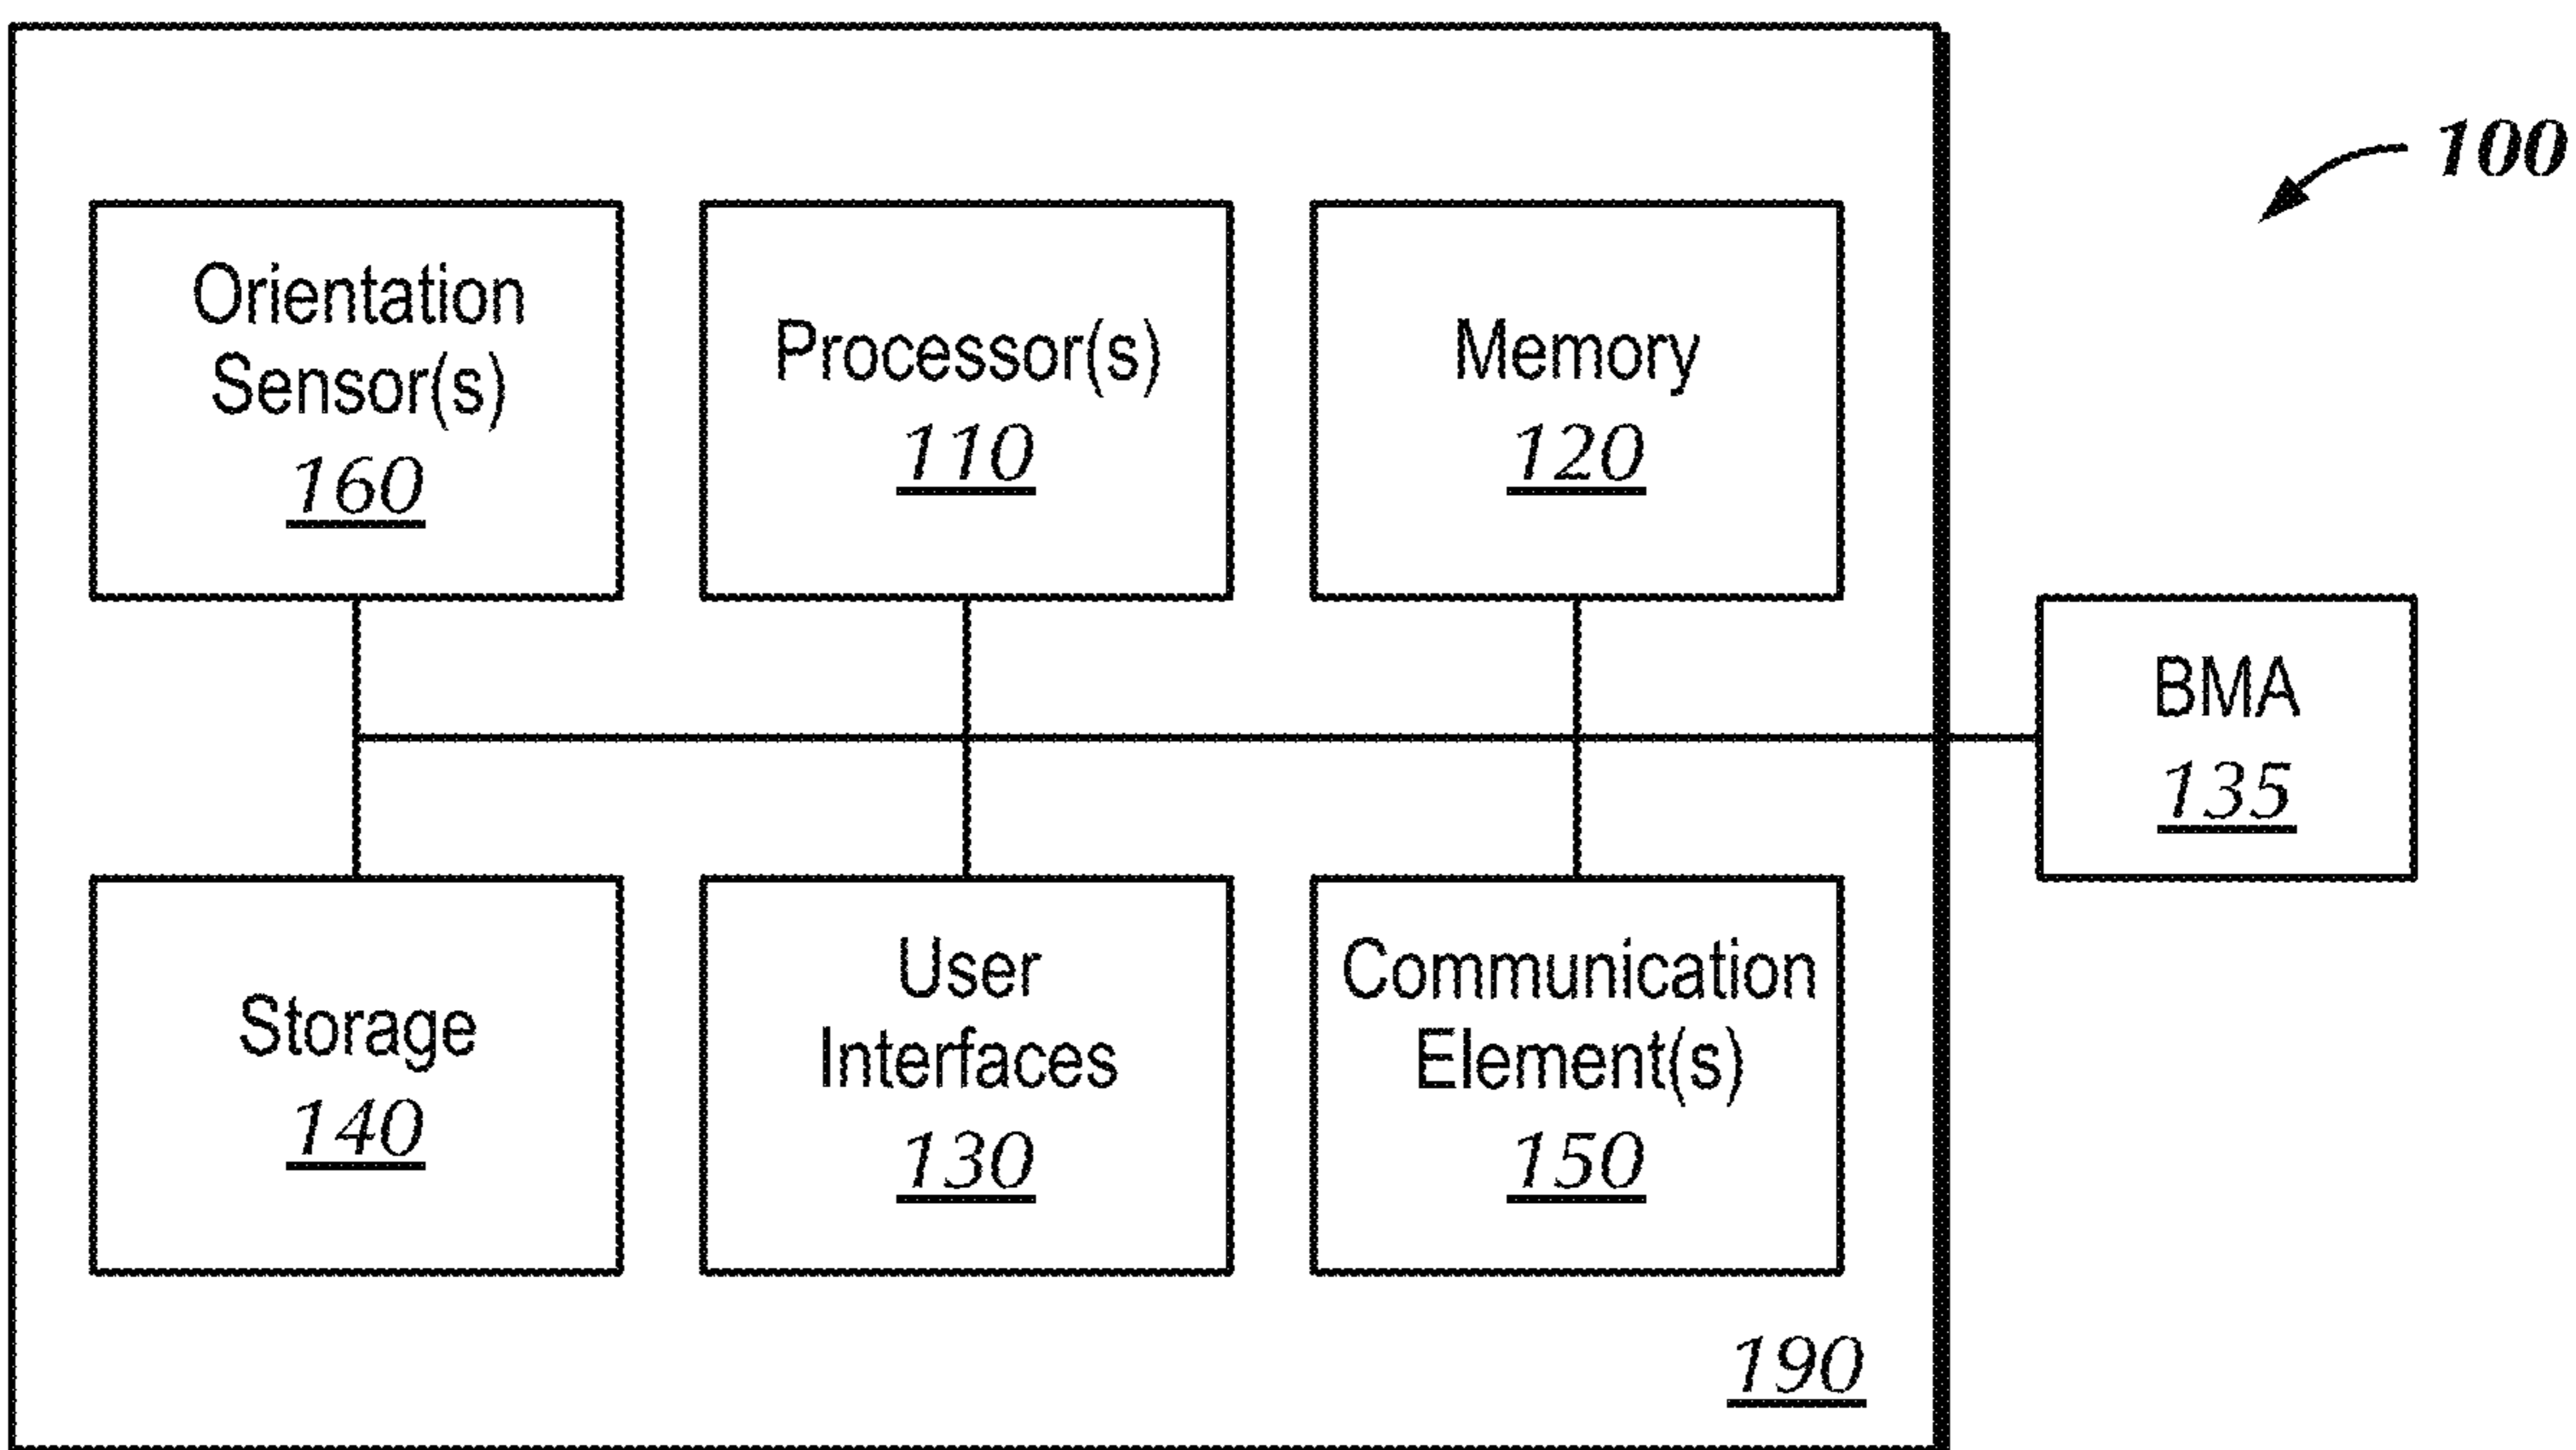 100
Orientation
Sensor(s)
160
Processor(s)
110
Memory
120
BMA
135
Storage
140
User
Interfaces
130
Communication
Element(s)
150
190